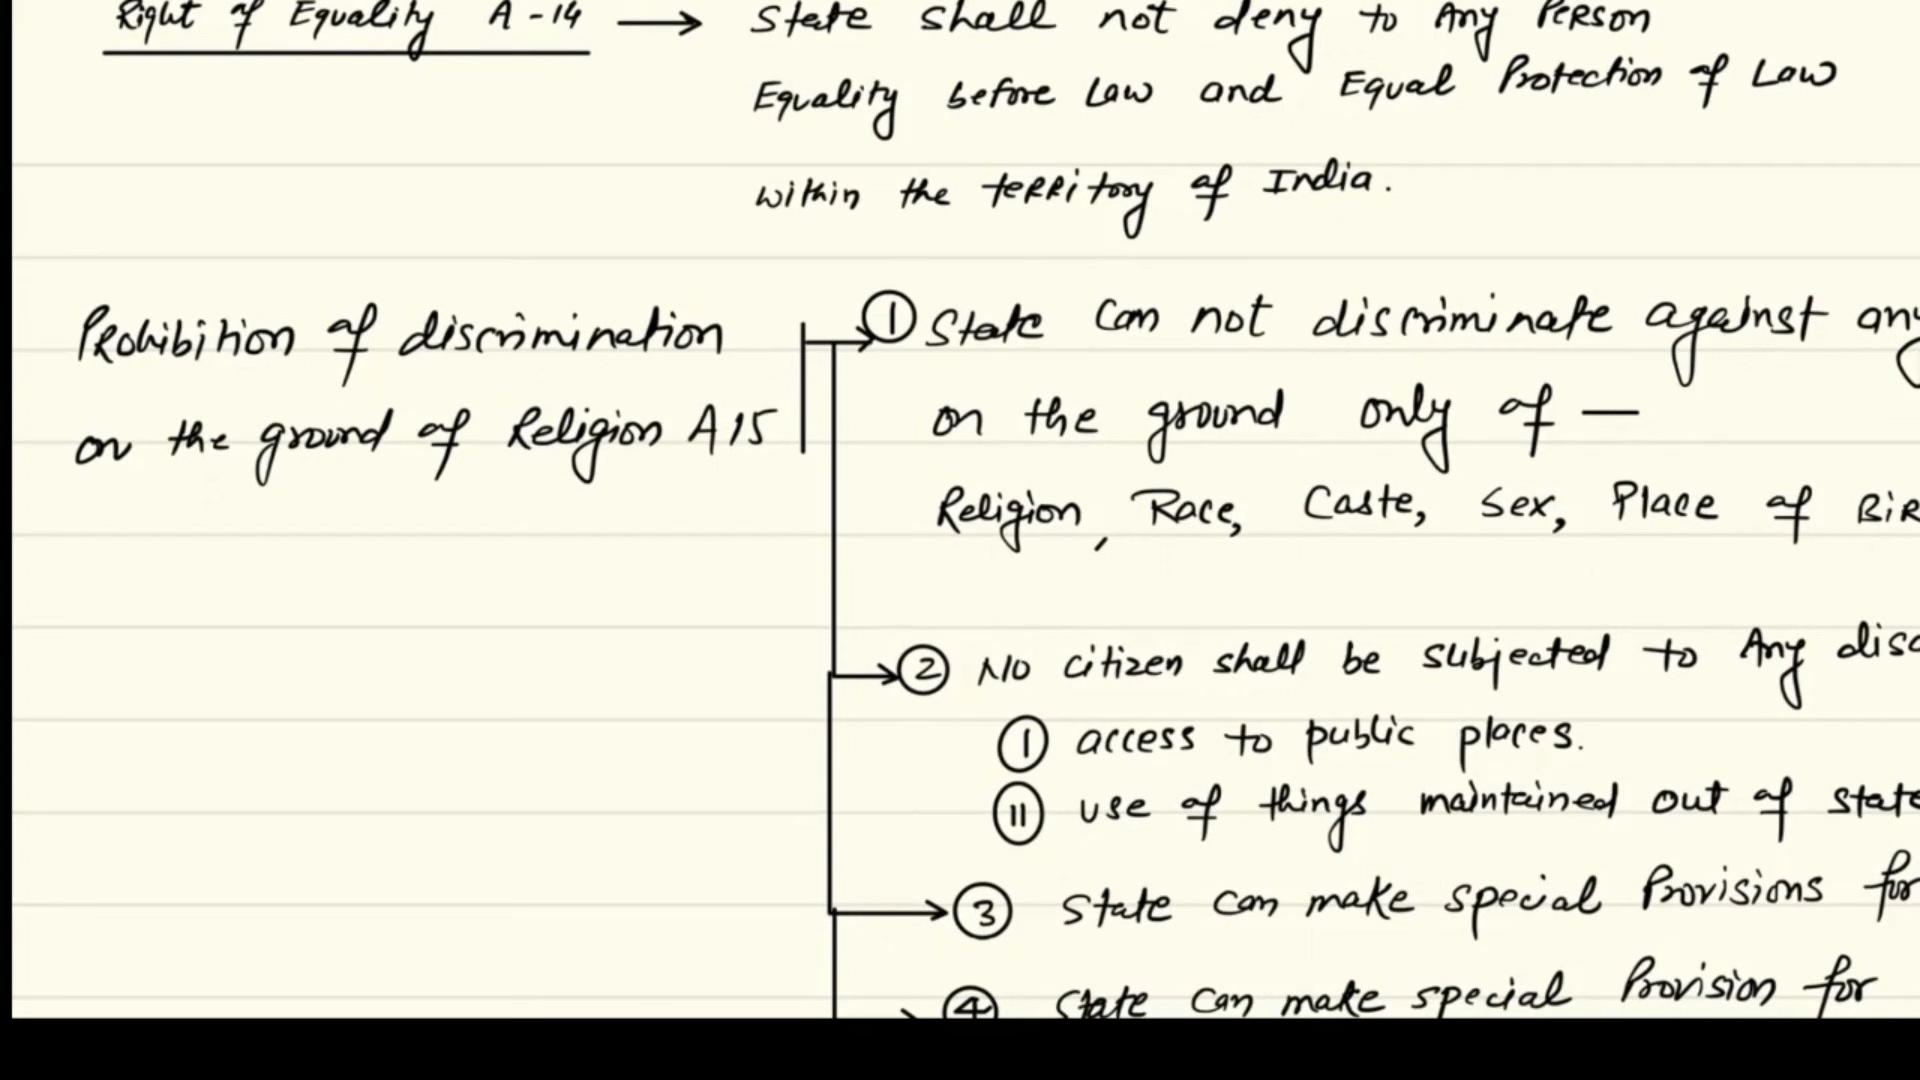 Right of Equality A-14 → State shall not deny to Any Person
Equality before Law and Equal Protection of Law
within the territory of India.
Prohibition of discrimination
on the ground of Religion A15
① State can not discriminate against any
on the ground only of —
Religion, Race, Caste, Sex, Place of Bir
② No citizen shall be subjected to Any disc
Ⓘ access to public places.
ⓘⓘ use of things maintained out of state
③ State can make special Provisions for
④ State can make special Provision for